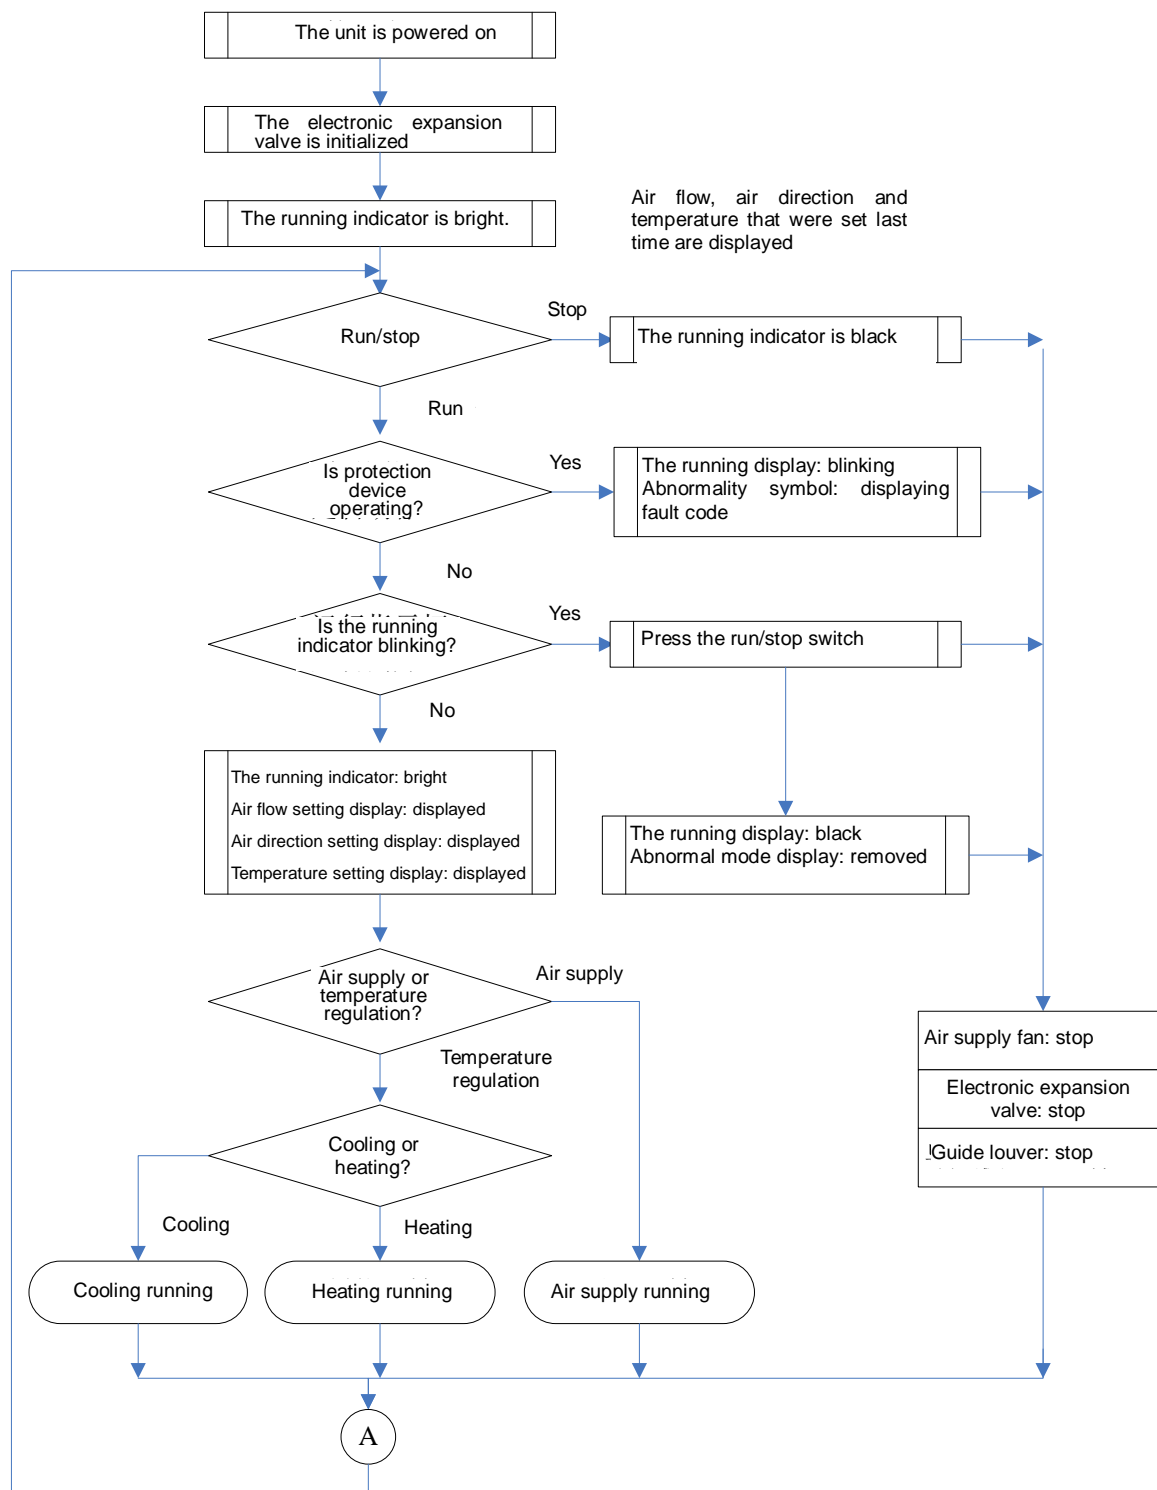 The unit is powered on
The electronic expansion
valve is initialized
The running indicator is bright.
Air flow, air direction and
temperature that were set last
time are displayed
Run/stop
Stop
The running indicator is black
Run
Is protection
device
operating?
Yes
The running display: blinking
Abnormality symbol: displaying
fault code
No
Is the running
indicator blinking?
Yes
Press the run/stop switch
No
The running indicator: bright
Air flow setting display: displayed
Air direction setting display: displayed
Temperature setting display: displayed
The running display: black
Abnormal mode display: removed
Air supply or
temperature
regulation?
Air supply
Temperature
regulation
Air supply fan: stop
Electronic expansion
valve: stop
Guide louver: stop
Cooling or
heating?
Cooling
Heating
Cooling running
Heating running
Air supply running
A